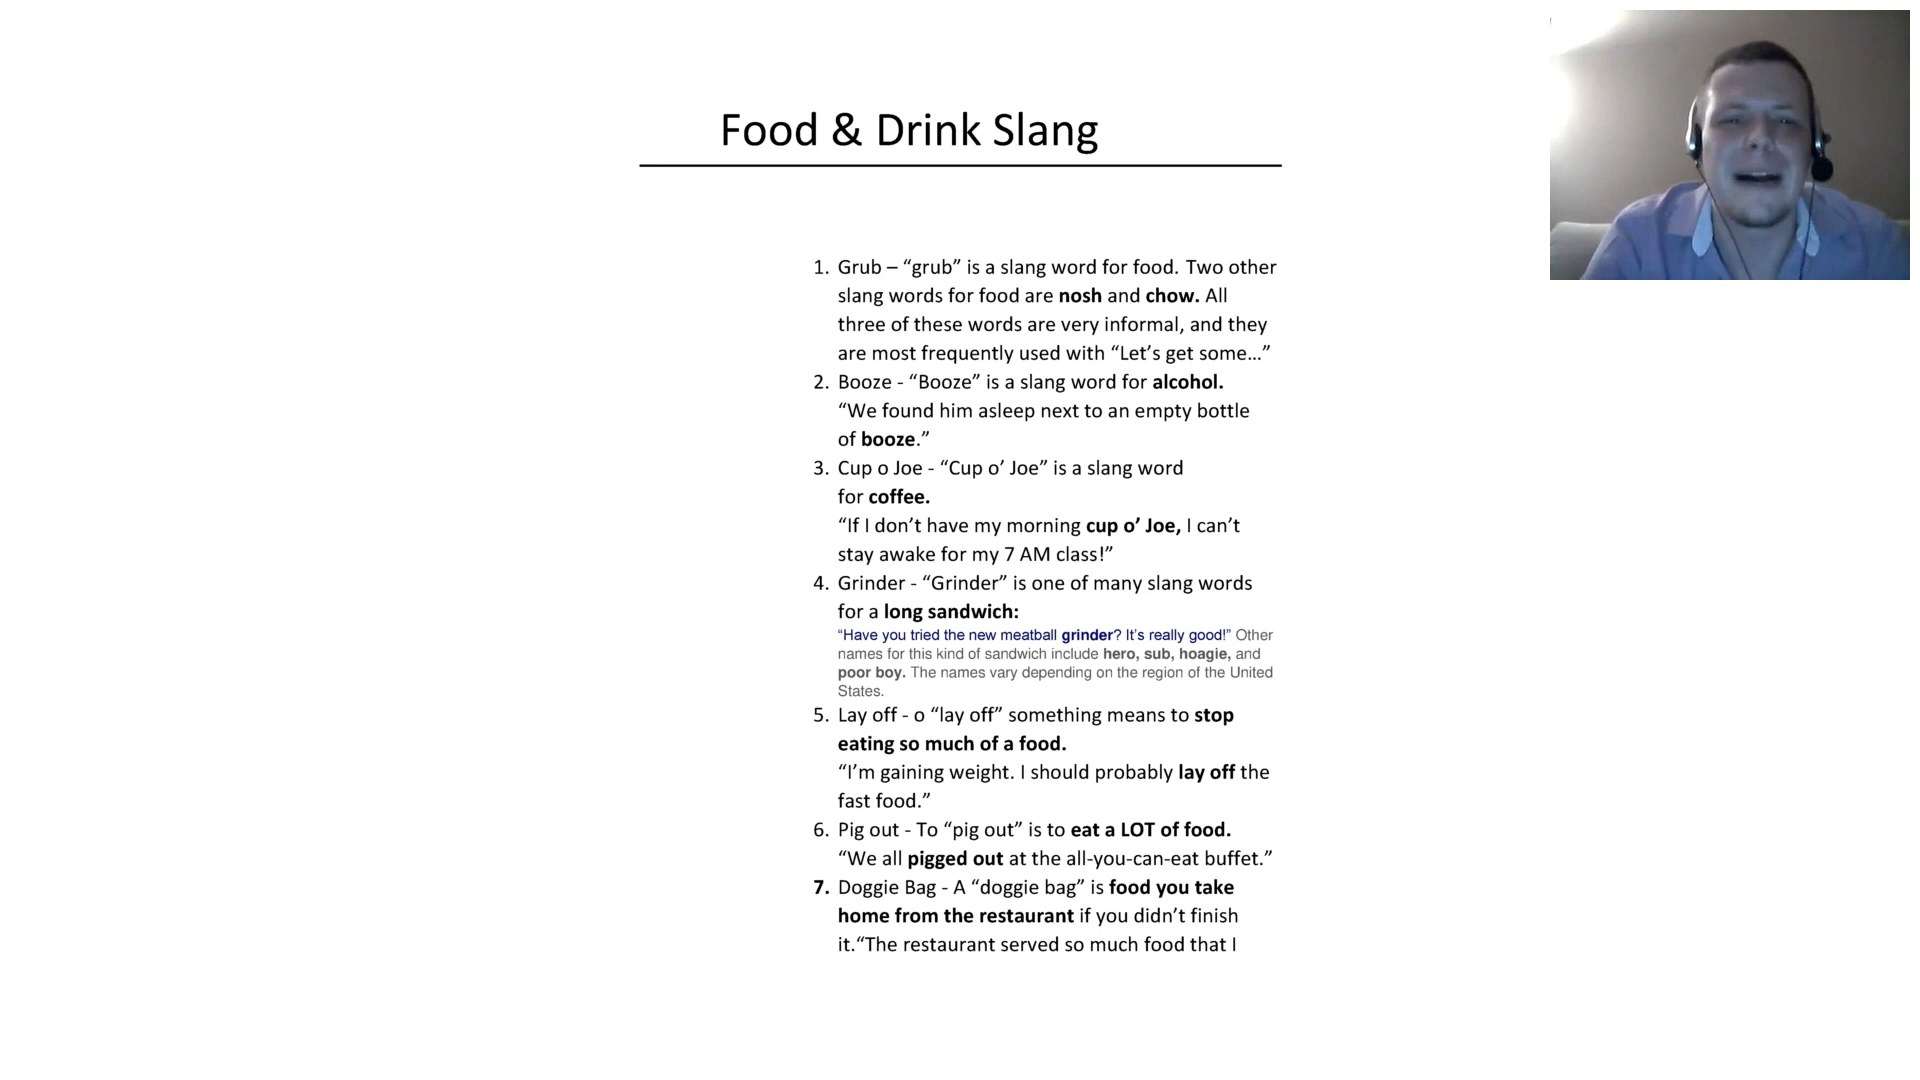 Food & Drink Slang
1. Grub – “grub” is a slang word for food. Two other
slang words for food are nosh and chow. All
three of these words are very informal, and they
are most frequently used with “Let’s get some…”
2. Booze - “Booze” is a slang word for alcohol.
“We found him asleep next to an empty bottle
of booze.”
3. Cup o Joe - “Cup o’ Joe” is a slang word
for coffee.
“If I don’t have my morning cup o’ Joe, I can’t
stay awake for my 7 AM class!”
4. Grinder - “Grinder” is one of many slang words
for a long sandwich:
“Have you tried the new meatball grinder? It’s really good!” Other
names for this kind of sandwich include hero, sub, hoagie, and
poor boy. The names vary depending on the region of the United
States.
5. Lay off - o “lay off” something means to stop
eating so much of a food.
“I’m gaining weight. I should probably lay off the
fast food.”
6. Pig out - To “pig out” is to eat a LOT of food.
“We all pigged out at the all-you-can-eat buffet.”
7. Doggie Bag - A “doggie bag” is food you take
home from the restaurant if you didn’t finish
it.“The restaurant served so much food that I